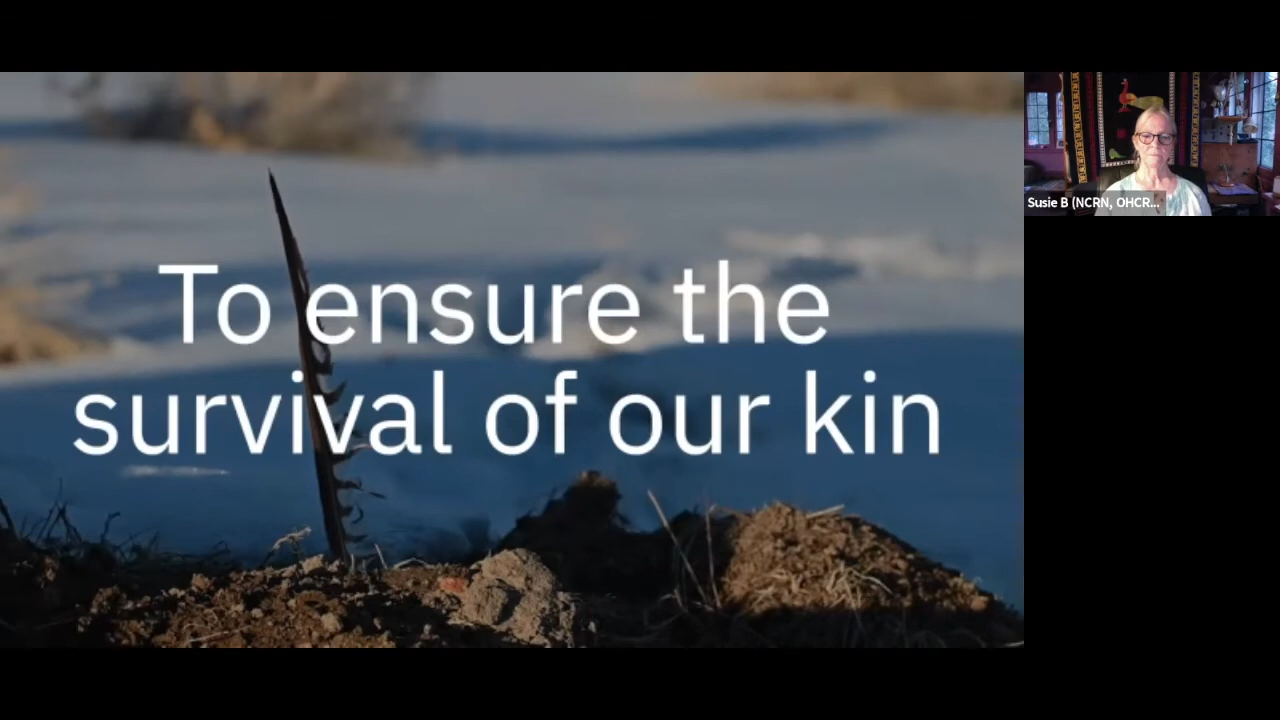 To ensure the
survival of our kin
Susie B (NCRN, OHCR...